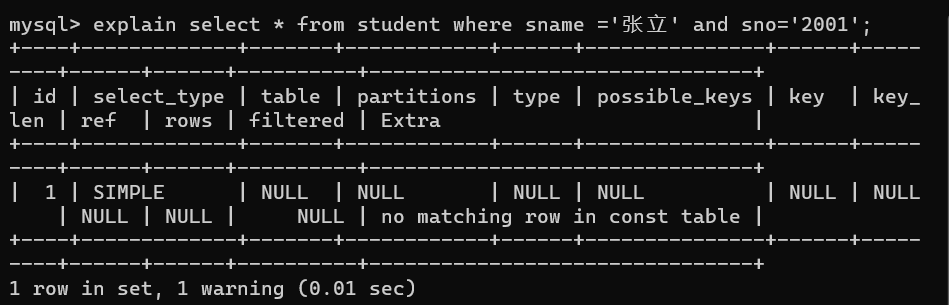 mysql> explain select * from student where sname ='张立' and sno='2001';
+----+-------------+-------+------------+------+---------------+------+-----
----+------+------+----------+--------------------------------+
| id | select_type | table | partitions | type | possible_keys | key  | key_
len | ref  | rows | filtered | Extra                          |
+----+-------------+-------+------------+------+---------------+------+-----
----+------+------+----------+--------------------------------+
|  1 | SIMPLE      | NULL  | NULL       | NULL | NULL          | NULL | NULL
    | NULL | NULL |     NULL | no matching row in const table |
+----+-------------+-------+------------+------+---------------+------+-----
----+------+------+----------+--------------------------------+
1 row in set, 1 warning (0.01 sec)